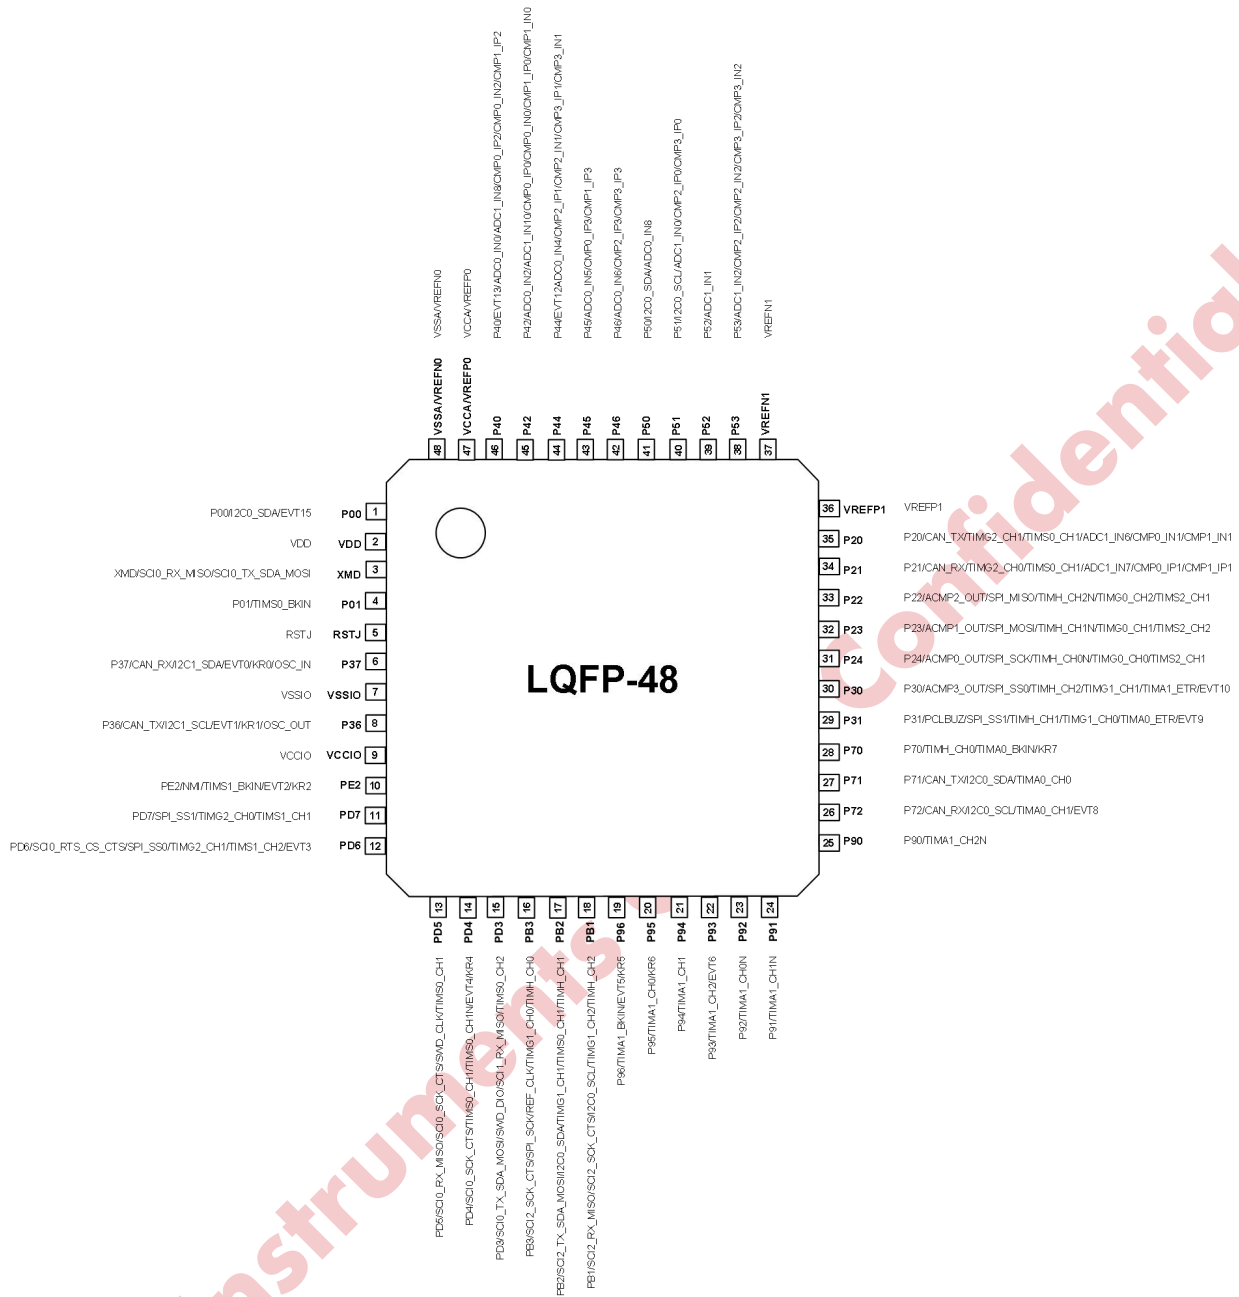 VSSA/VREFN0
VCCA/VREFP0
P40/EVT13/ADC0_IN0/ADC1_IN8/CMP0_IP2/CMP0_IN2/CMP1_IP2
P42/ADC0_IN2/ADC1_IN10/CMP0_IP0/CMP0_IN0/CMP1_IP0/CMP1_IN0
P44/EVT12ADC0_IN4/CMP2_IP1/CMP2_IN1/CMP3_IP1/CMP3_IN1
P45/ADC0_IN5/CMP0_IP3/CMP1_IP3
P46/ADC0_IN6/CMP2_IP3/CMP3_IP3
P50/I2C0_SDA/ADC0_IN8
P51/I2C0_SCL/ADC1_IN0/CMP2_IP0/CMP3_IP0
P52/ADC1_IN1
P53/ADC1_IN2/CMP2_IP2/CMP2_IN2/CMP3_IP2/CMP3_IN2
VREFN1
VSSA/VREFN0
VCCA/VREFP0
P40
P42
P44
P45
P46
P50
P51
P52
P53
VREFN1
48
47
46
45
44
43
42
41
40
39
38
37
P00/I2C0_SDA/EVT15 P00 1
VDD VDD 2
XMD/SCI0_RX_MISO/SCI0_TX_SDA_MOSI XMD 3
P01/TIMS0_BKIN P01 4
RSTJ RSTJ 5
P37/CAN_RX/I2C1_SDA/EVT0/KR0/OSC_IN P37 6
VSSIO VSSIO 7
P36/CAN_TX/I2C1_SCL/EVT1/KR1/OSC_OUT P36 8
VCCIO VCCIO 9
PE2/NMI/TIMS1_BKIN/EVT2/KR2 PE2 10
PD7/SPI_SS1/TIMG2_CH0/TIMS1_CH1 PD7 11
PD6/SCI0_RTS_CS_CTS/SPI_SS0/TIMG2_CH1/TIMS1_CH2/EVT3 PD6 12
LQFP-48
36 VREFP1 VREFP1
35 P20 P20/CAN_TX/TIMG2_CH1/TIMS0_CH1/ADC1_IN6/CMP0_IN1/CMP1_IN1
34 P21 P21/CAN_RX/TIMG2_CH0/TIMS0_CH1/ADC1_IN7/CMP0_IP1/CMP1_IP1
33 P22 P22/ACMP2_OUT/SPI_MISO/TIMH_CH2N/TIMG0_CH2/TIMS2_CH1
32 P23 P23/ACMP1_OUT/SPI_MOSI/TIMH_CH1N/TIMG0_CH1/TIMS2_CH2
31 P24 P24/ACMP0_OUT/SPI_SCK/TIMH_CH0N/TIMG0_CH0/TIMS2_CH1
30 P30 P30/ACMP3_OUT/SPI_SS0/TIMH_CH2/TIMG1_CH1/TIMA1_ETR/EVT10
29 P31 P31/PCLBUZ/SPI_SS1/TIMH_CH1/TIMG1_CH0/TIMA0_ETR/EVT9
28 P70 P70/TIMH_CH0/TIMA0_BKIN/KR7
27 P71 P71/CAN_TX/I2C0_SDA/TIMA0_CH0
26 P72 P72/CAN_RX/I2C0_SCL/TIMA0_CH1/EVT8
25 P90 P90/TIMA1_CH2N
13
14
15
16
17
18
19
20
21
22
23
24
PD5
PD4
PD3
PB3
PB2
PB1
P96
P95
P94
P93
P92
P91
PD5/SCI0_RX_MISO/SCI0_SCK_CTS/SWD_CLK/TIMS0_CH1
PD4/SCI0_SCK_CTS/TIMS0_CH1/TIMS0_CH1N/EVT4/KR4
PD3/SCI0_TX_SDA_MOSI/SWD_DIO/SCI1_RX_MISO/TIMS0_CH2
PB3/SCI2_SCK_CTS/SPI_SCK/REF_CLK/TIMG1_CH0/TIMH_CH0
PB2/SCI2_TX_SDA_MOSI/I2C0_SDA/TIMG1_CH1/TIMS0_CH1/TIMH_CH1
PB1/SCI2_RX_MISO/SCI2_SCK_CTS/I2C0_SCL/TIMG1_CH2/TIMH_CH2
P96/TIMA1_BKIN/EVT5/KR5
P95/TIMA1_CH0/KR6
P94/TIMA1_CH1
P93/TIMA1_CH2/EVT6
P92/TIMA1_CH0N
P91/TIMA1_CH1N
Confidential